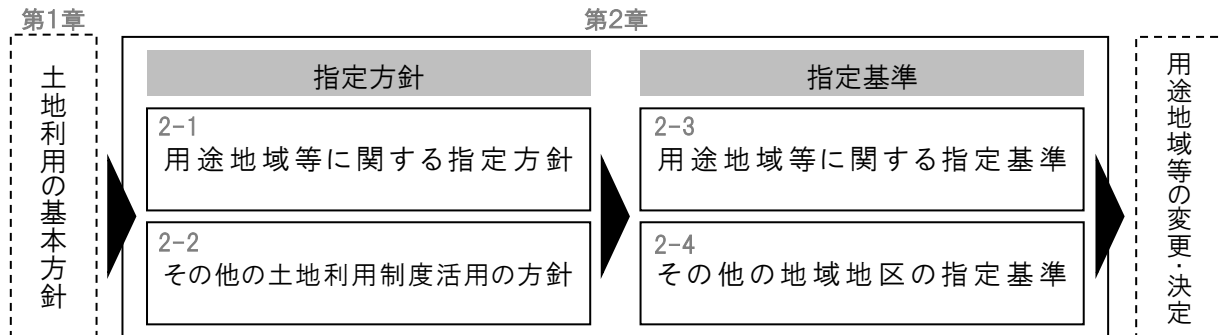 第1章
第2章
土地利用の基本方針
指定方針
2-1
用途地域等に関する指定方針
2-2
その他の土地利用制度活用の方針
指定基準
2-3
用途地域等に関する指定基準
2-4
その他の地域地区の指定基準
用途地域等の変更・決定